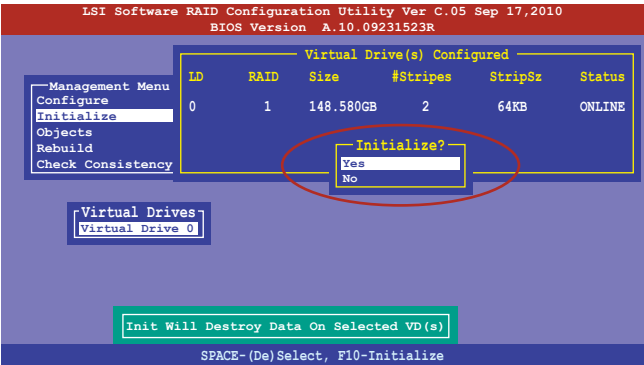 LSI Software RAID Configuration Utility Ver C.05 Sep 17,2010
BIOS Version A.10.09231523R
Virtual Drive(s) Configured
LD RAID Size #Stripes StripSz Status
0 1 148.580GB 2 64KB ONLINE
Management Menu
Configure
Initialize
Objects
Rebuild
Check Consistency
Initialize?
Yes
No
Virtual Drives
Virtual Drive 0
Init Will Destroy Data On Selected VD(s)
SPACE-(De)Select, F10-Initialize